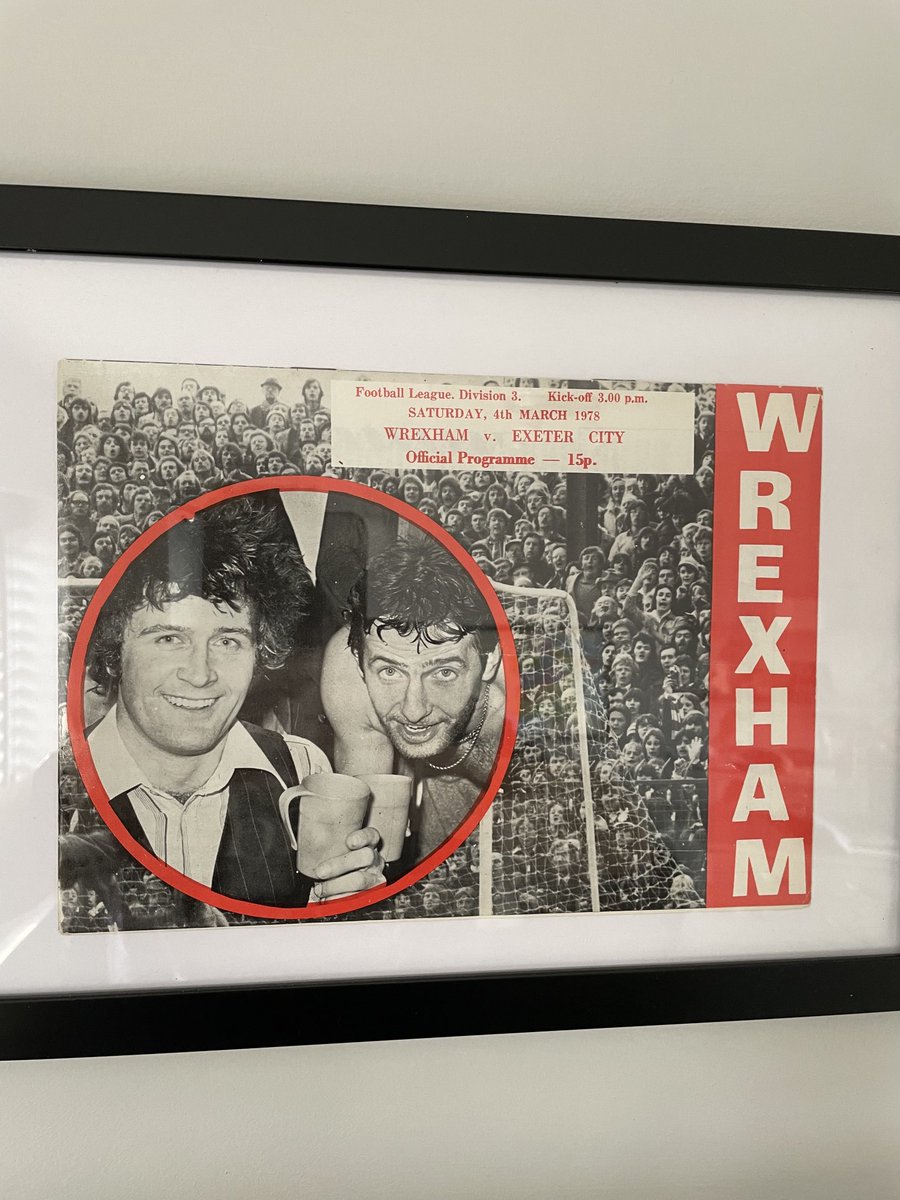 Football League. Division 3. Kick-off 3.00 p.m.
SATURDAY, 4th MARCH 1978
WREXHAM v. EXETER CITY
Official Programme — 15p.
WREXHAM